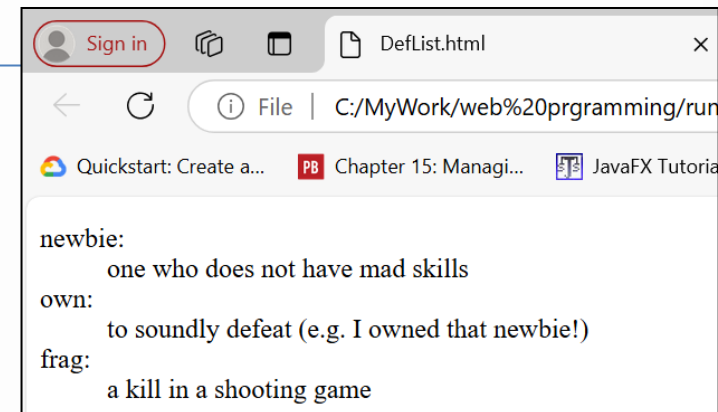 Sign in
DefList.html
File | C:/MyWork/web%20prgramming/run
Quickstart: Create a... PB Chapter 15: Managi... JavaFX Tutoria
newbie:
one who does not have mad skills
own:
to soundly defeat (e.g. I owned that newbie!)
frag:
a kill in a shooting game